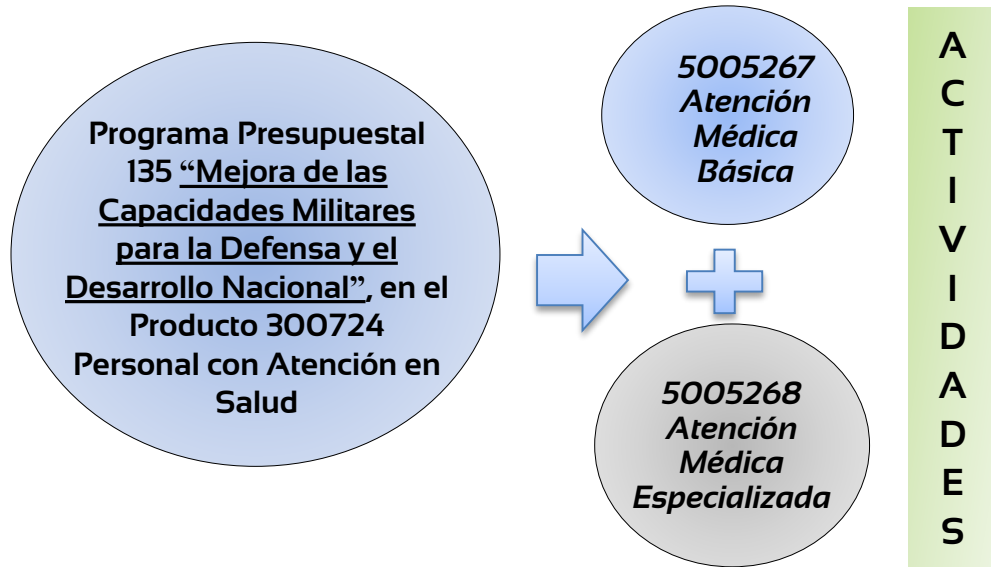 Programa Presupuestal
135 “Mejora de las
Capacidades Militares
para la Defensa y el
Desarrollo Nacional”, en el
Producto 300724
Personal con Atención en
Salud
5005267
Atención
Médica
Básica
5005268
Atención
Médica
Especializada
A
C
T
I
V
I
D
A
D
E
S